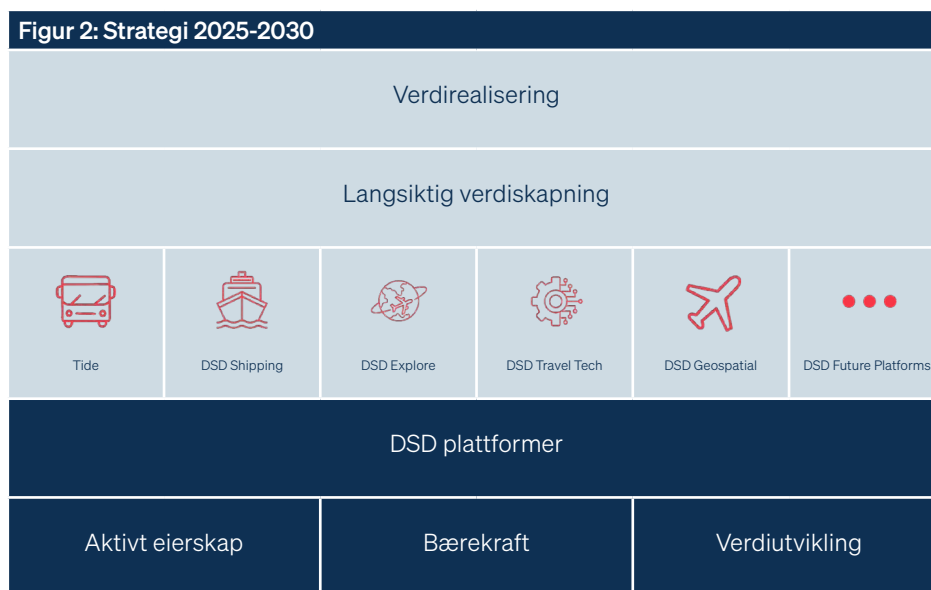 Figur 2: Strategi 2025-2030
Verdirealisering
Langsiktig verdiskapning
Tide
DSD Shipping
DSD Explore
DSD Travel Tech
DSD Geospatial
DSD Future Platforms
DSD plattformer
Aktivt eierskap
Bærekraft
Verdiutvikling